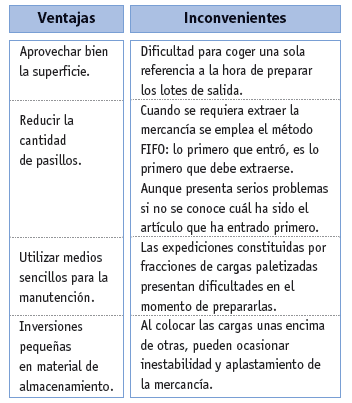 Ventajas
Inconvenientes
Aprovechar bien
la superficie.
Dificultad para coger una sola
referencia a la hora de preparar
los lotes de salida.
Reducir la
cantidad
de pasillos.
Cuando se requiera extraer la
mercancía se emplea el método
FIFO: lo primero que entró, es lo
primero que debe extraerse.
Aunque presenta serios problemas
si no se conoce cuál ha sido el
artículo que ha entrado primero.
Utilizar medios
sencillos para la
manutención.
Las expediciones constituidas por
fracciones de cargas paletizadas
presentan dificultades en el
momento de prepararlas.
Inversiones
pequeñas
en material de
almacenamiento.
Al colocar las cargas unas encima
de otras, pueden ocasionar
inestabilidad y aplastamiento de
la mercancía.